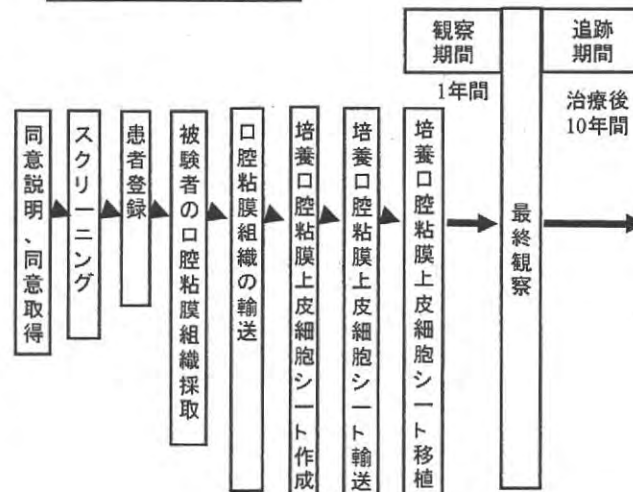 観察
期間
追跡
期間
1年間
治療後
10年間
同意説明、同意取得
スクリーニング
患者登録
被験者の口腔粘膜組織採取
口腔粘膜組織の輸送
培養口腔粘膜上皮細胞シート作成
培養口腔粘膜上皮細胞シート輸送
培養口腔粘膜上皮細胞シート移植
最終観察